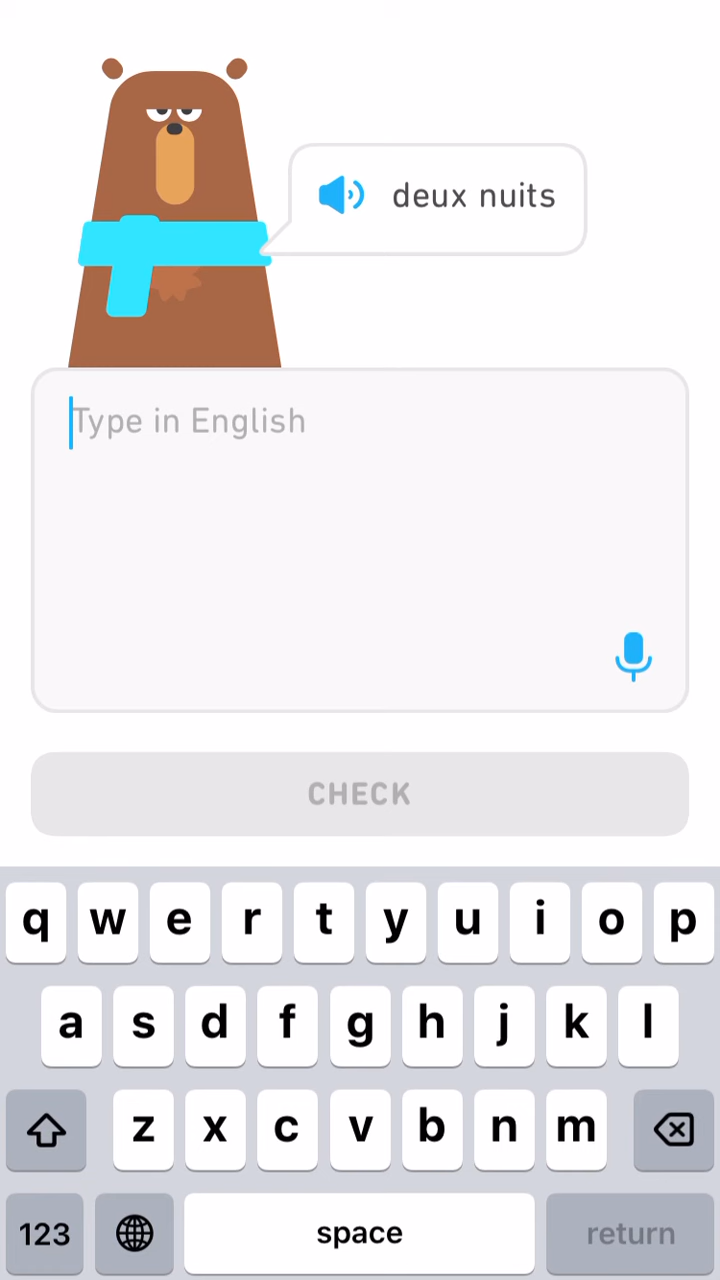 deux nuits
Type in English
CHECK
q w e r t y u i o p
a s d f g h j k l
z x c v b n m
123 space return